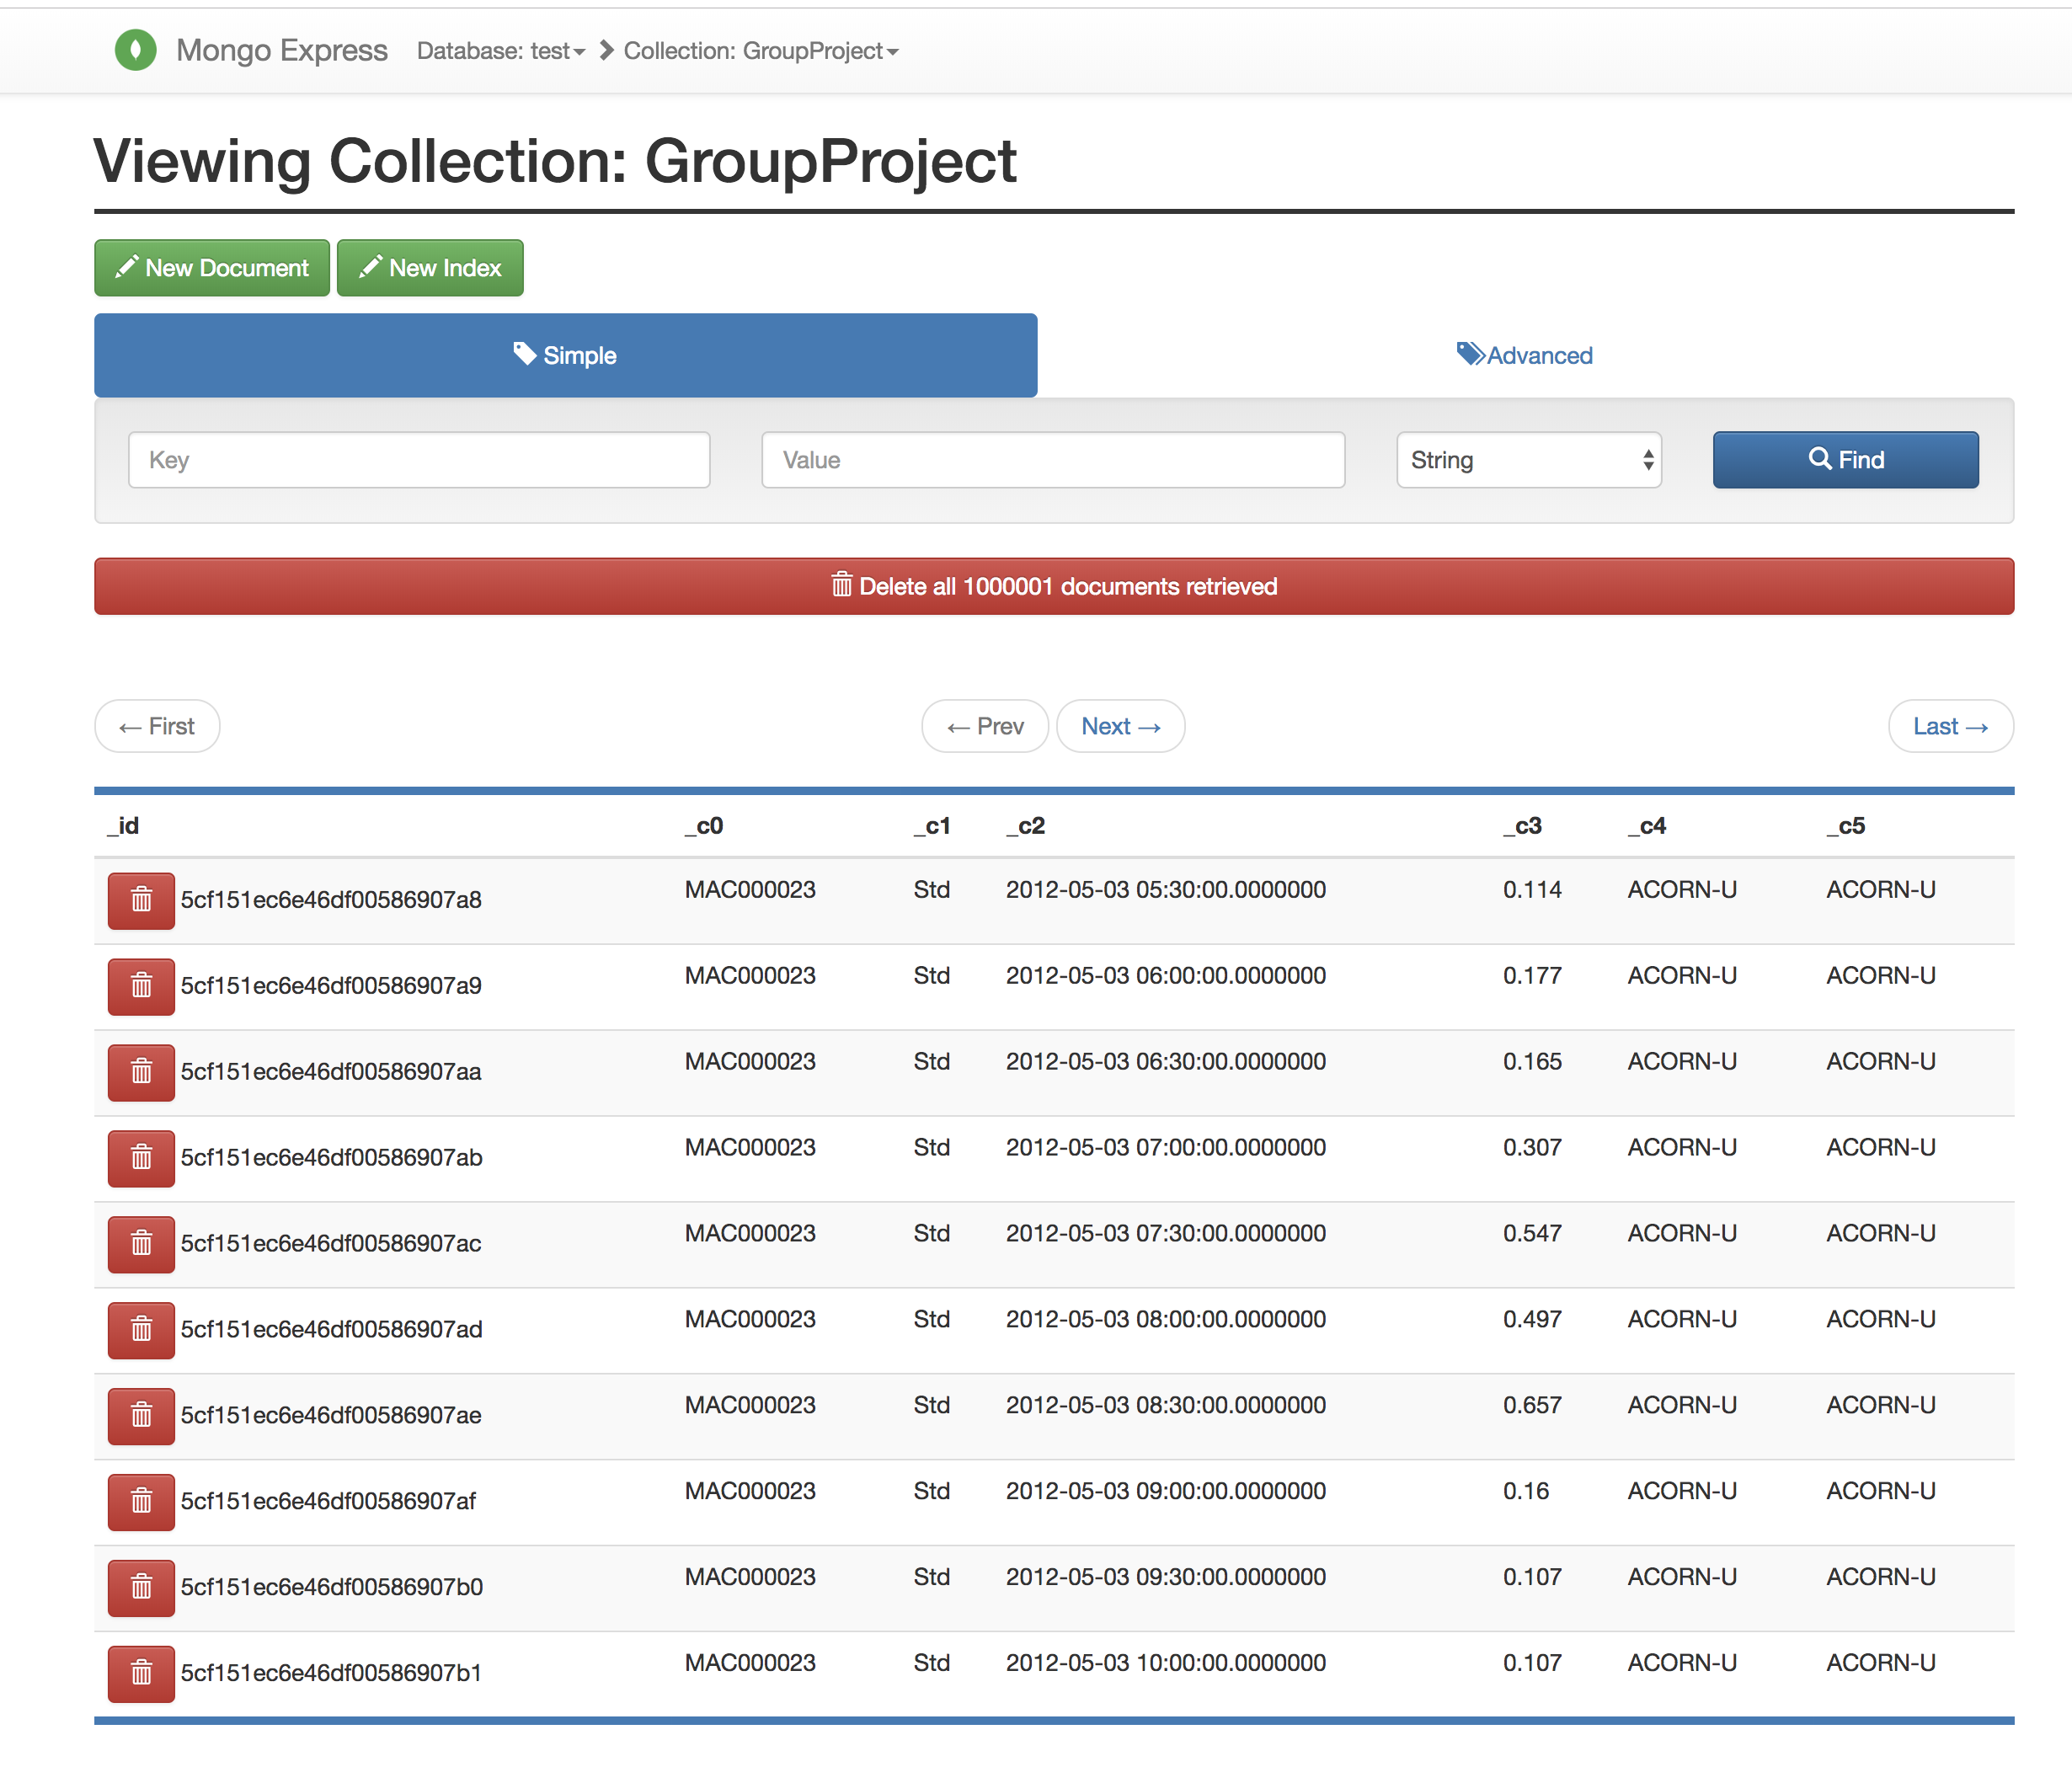 Mongo Express Database: test Collection: GroupProject
Viewing Collection: GroupProject
New Document New Index
Simple Advanced
Key Value String Find
Delete all 1000001 documents retrieved
← First ← Prev Next → Last →
_id _c0 _c1 _c2 _c3 _c4 _c5
5cf151ec6e46df00586907a8 MAC000023 Std 2012-05-03 05:30:00.0000000 0.114 ACORN-U ACORN-U
5cf151ec6e46df00586907a9 MAC000023 Std 2012-05-03 06:00:00.0000000 0.177 ACORN-U ACORN-U
5cf151ec6e46df00586907aa MAC000023 Std 2012-05-03 06:30:00.0000000 0.165 ACORN-U ACORN-U
5cf151ec6e46df00586907ab MAC000023 Std 2012-05-03 07:00:00.0000000 0.307 ACORN-U ACORN-U
5cf151ec6e46df00586907ac MAC000023 Std 2012-05-03 07:30:00.0000000 0.547 ACORN-U ACORN-U
5cf151ec6e46df00586907ad MAC000023 Std 2012-05-03 08:00:00.0000000 0.497 ACORN-U ACORN-U
5cf151ec6e46df00586907ae MAC000023 Std 2012-05-03 08:30:00.0000000 0.657 ACORN-U ACORN-U
5cf151ec6e46df00586907af MAC000023 Std 2012-05-03 09:00:00.0000000 0.16 ACORN-U ACORN-U
5cf151ec6e46df00586907b0 MAC000023 Std 2012-05-03 09:30:00.0000000 0.107 ACORN-U ACORN-U
5cf151ec6e46df00586907b1 MAC000023 Std 2012-05-03 10:00:00.0000000 0.107 ACORN-U ACORN-U